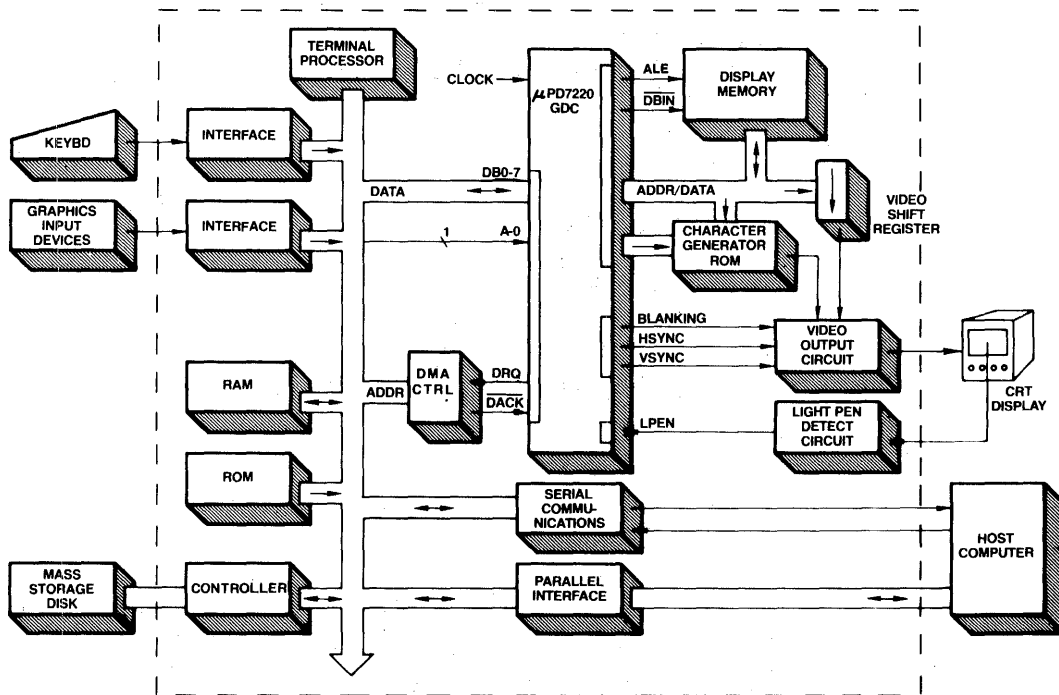 TERMINAL
PROCESSOR
CLOCK
μPD7220
GDC
ALE
DBIN
DISPLAY
MEMORY
KEYBD
INTERFACE
DB0-7
DATA
ADDR/DATA
VIDEO
SHIFT
REGISTER
GRAPHICS
INPUT
DEVICES
INTERFACE
1
A-0
CHARACTER
GENERATOR
ROM
BLANKING
HSYNC
VSYNC
VIDEO
OUTPUT
CIRCUIT
CRT
DISPLAY
RAM
ADDR
DMA
CTRL
DRQ
DACK
LPEN
LIGHT PEN
DETECT
CIRCUIT
ROM
SERIAL
COMMU-
NICATIONS
HOST
COMPUTER
MASS
STORAGE
DISK
CONTROLLER
PARALLEL
INTERFACE